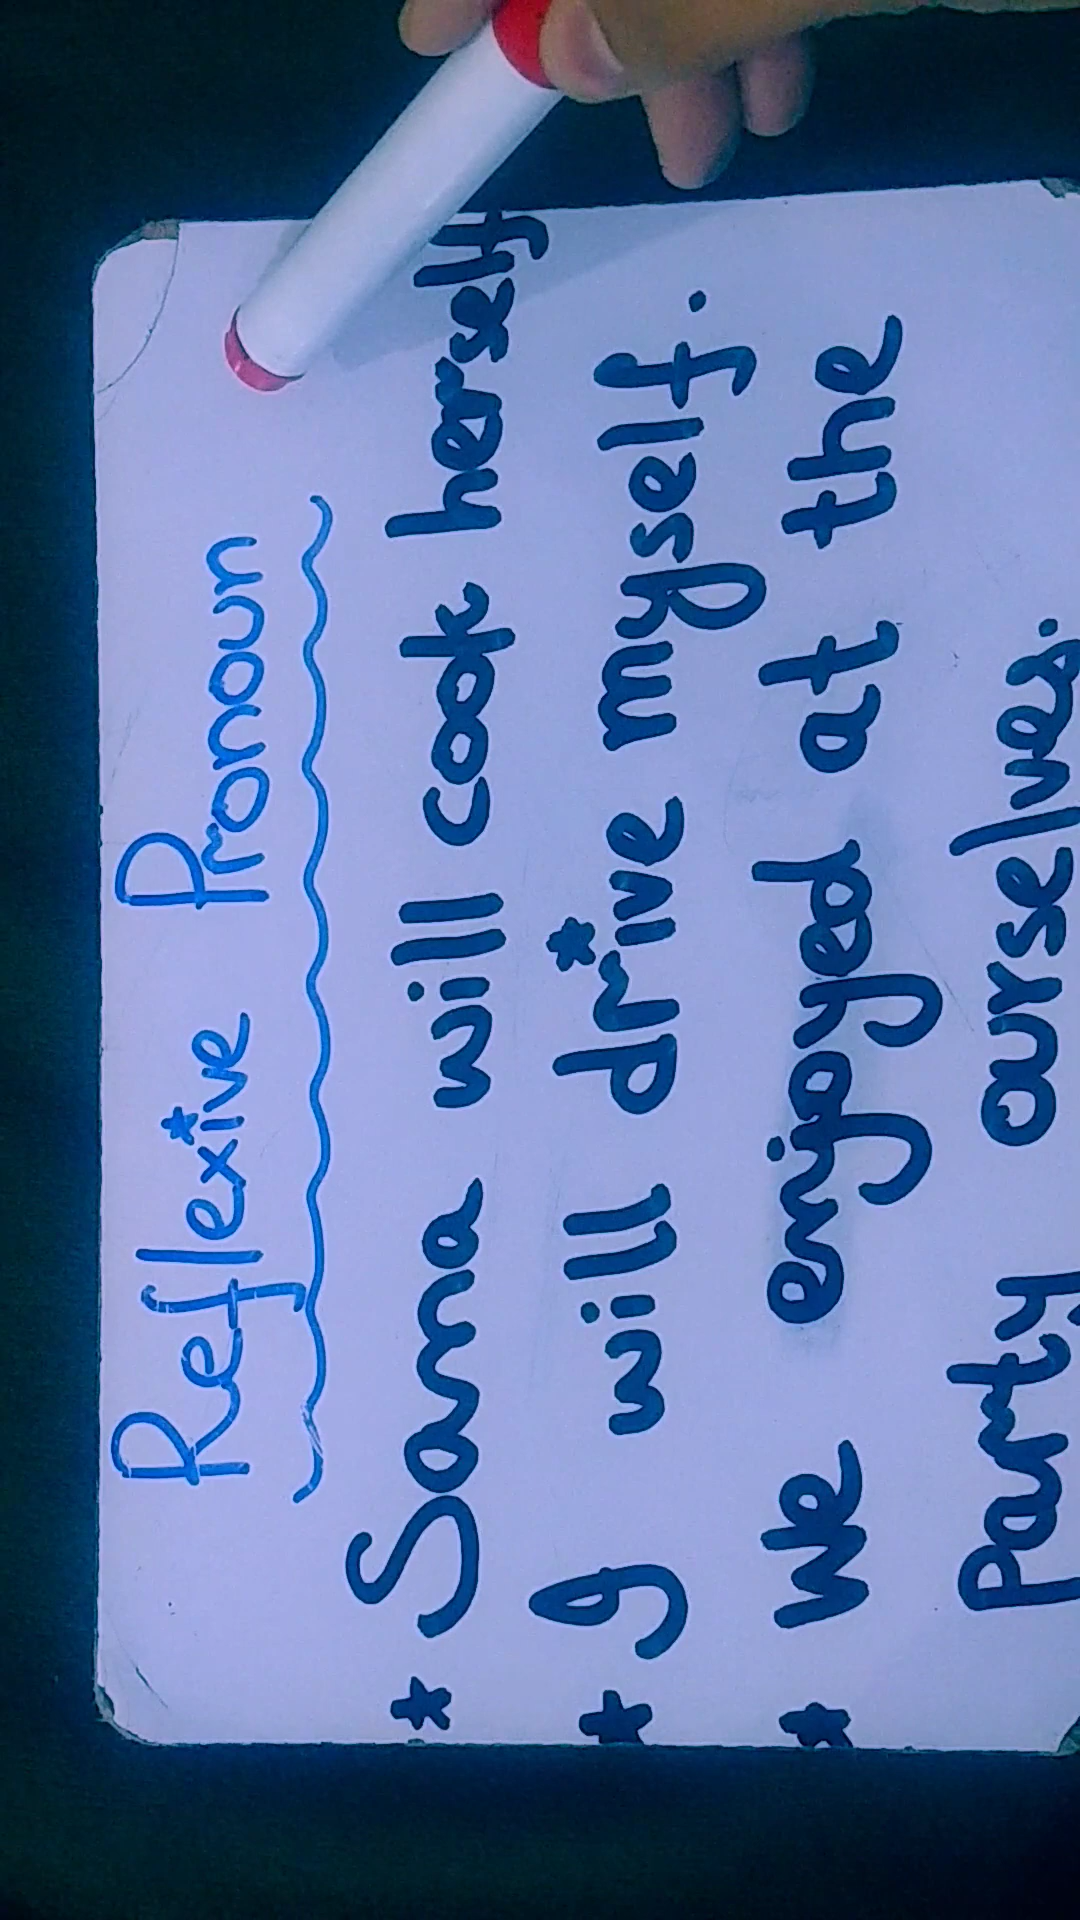 Reflexive Pronoun
* Sama will cook herself
* I will drive myself.
* We enjoyed at the
Party ourselves.